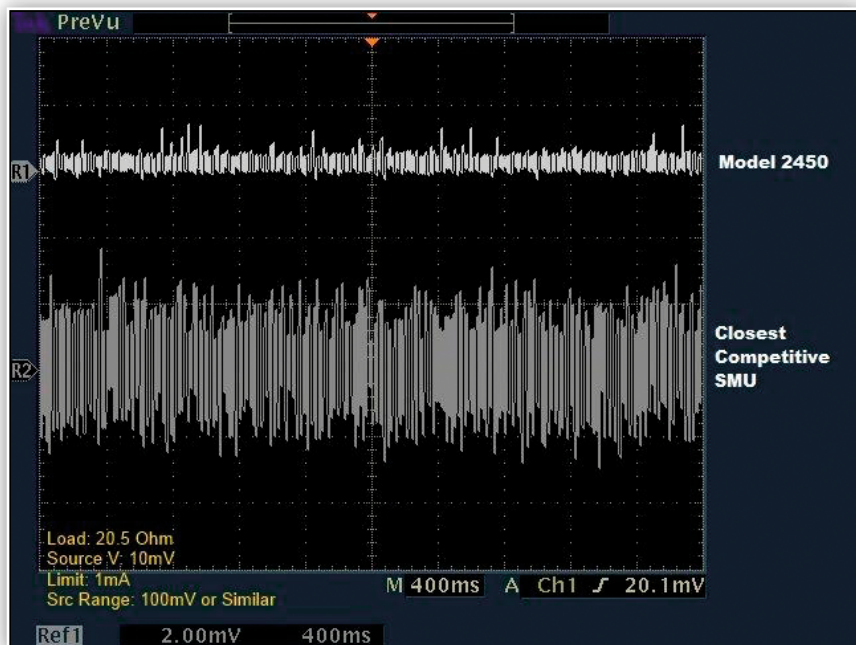 Tek PreVu
R1
Model 2450
R2
Closest
Competitive
SMU
Load: 20.5 Ohm
Source V: 10mV
Limit: 1mA
Src Range: 100mV or Similar
M 400ms A Ch1 20.1mV
Ref1 2.00mV 400ms